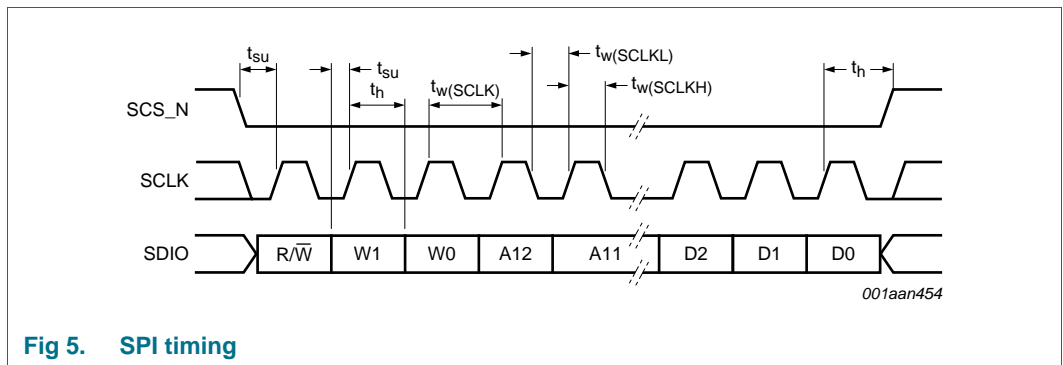 tsu
tsu
th
tw(SCLK)
tw(SCLKL)
tw(SCLKH)
th
SCS_N
SCLK
SDIO
R/W̅
W1
W0
A12
A11
D2
D1
D0
001aan454
Fig 5. SPI timing